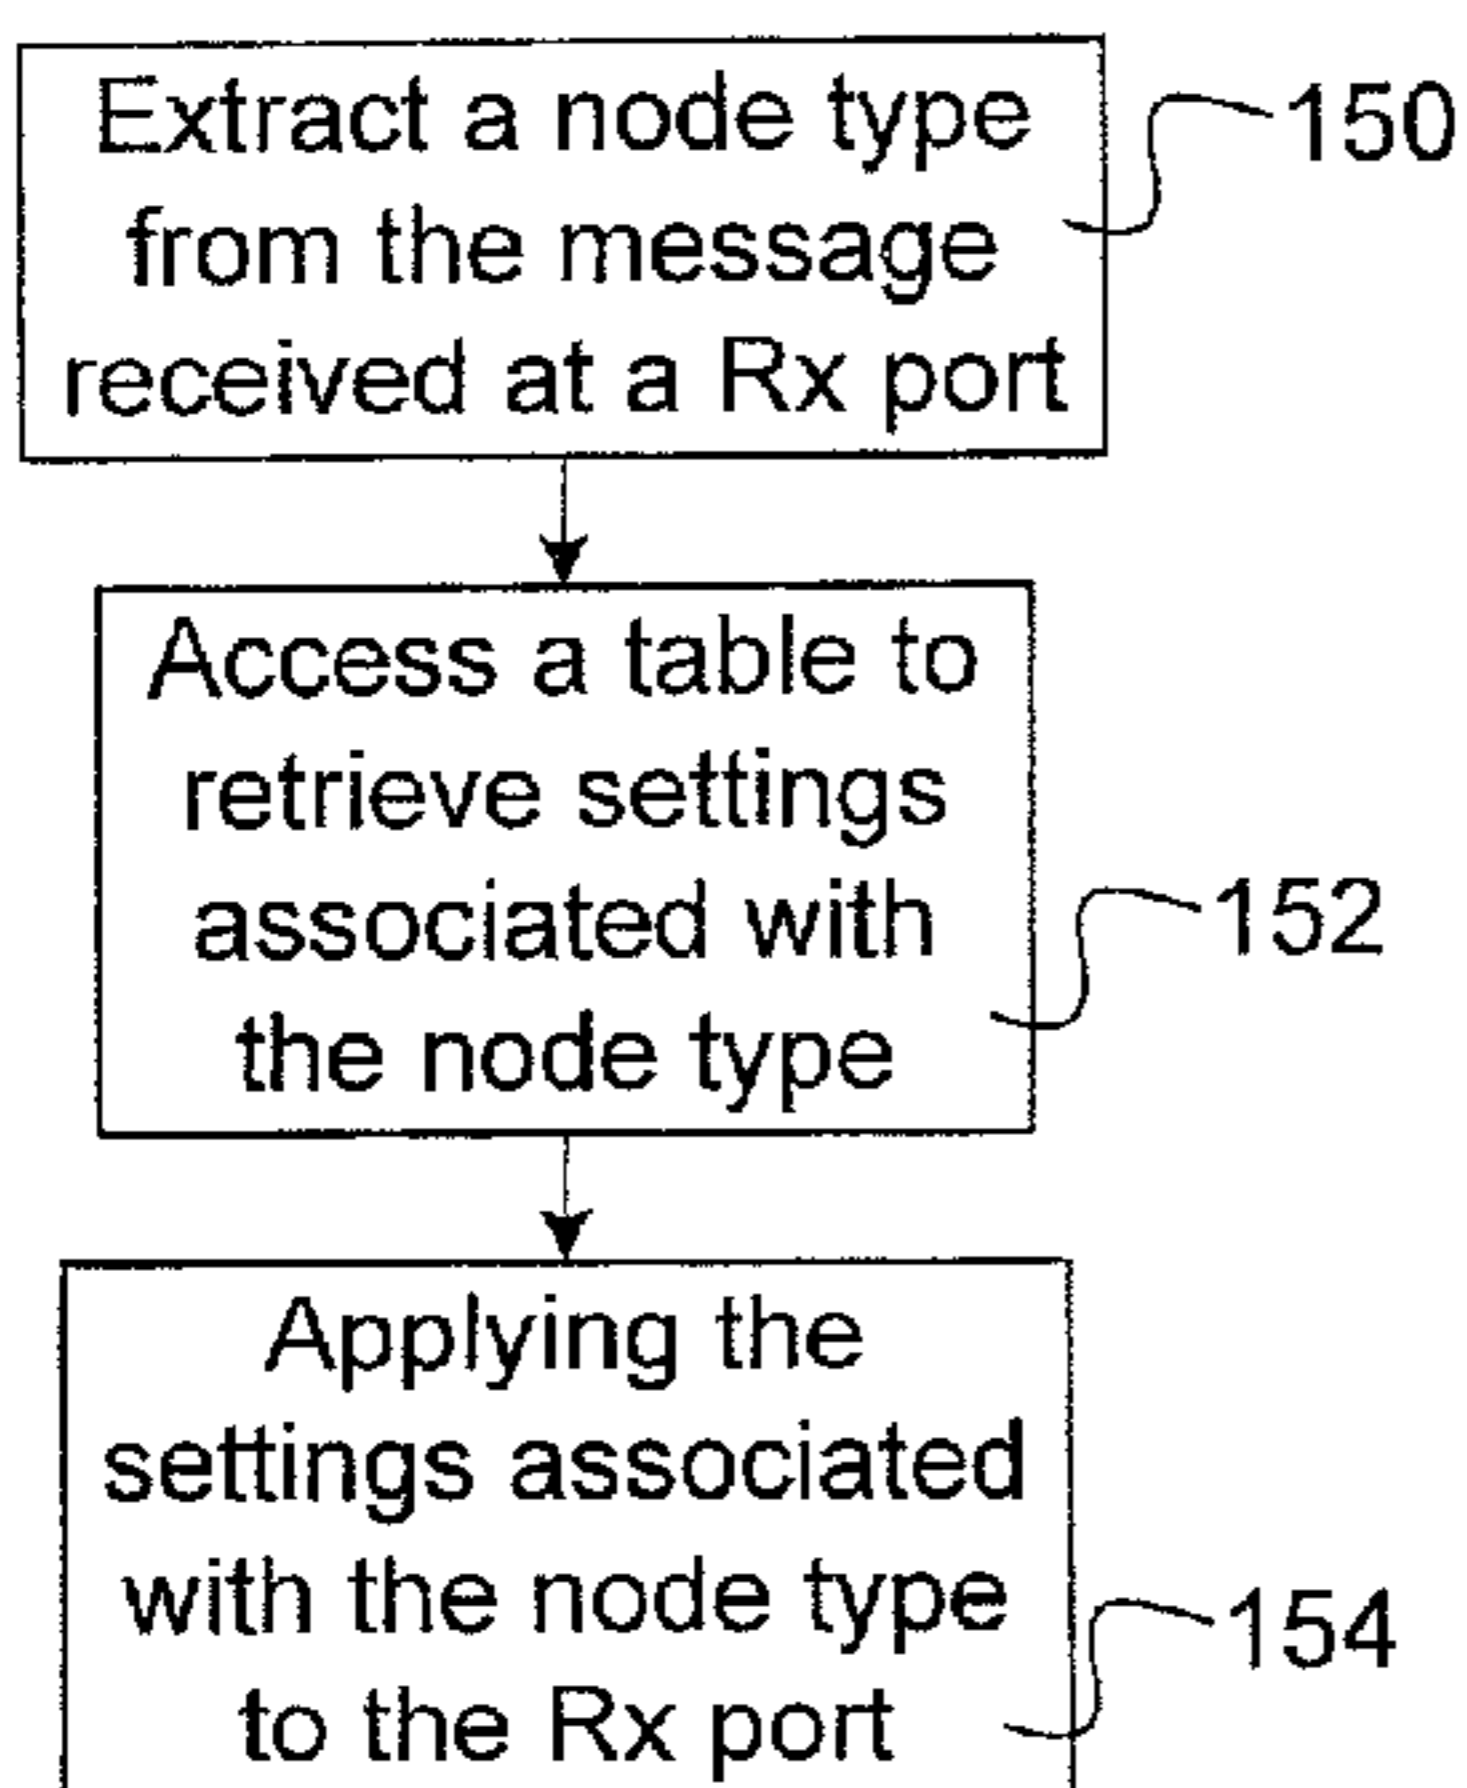 Extract a node type
from the message
received at a Rx port
150
Access a table to
retrieve settings
associated with
the node type
152
Applying the
settings associated
with the node type
to the Rx port
154